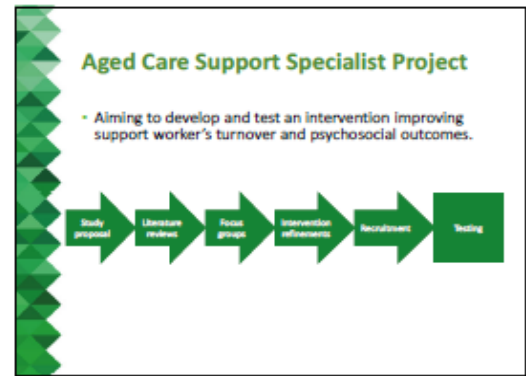 Aged Care Support Specialist Project
- Aiming to develop and test an intervention improving
support worker's turnover and psychosocial outcomes.
Study
proposal
Literature
reviews
Focus
groups
Intervention
refinements
Recruitment
Testing